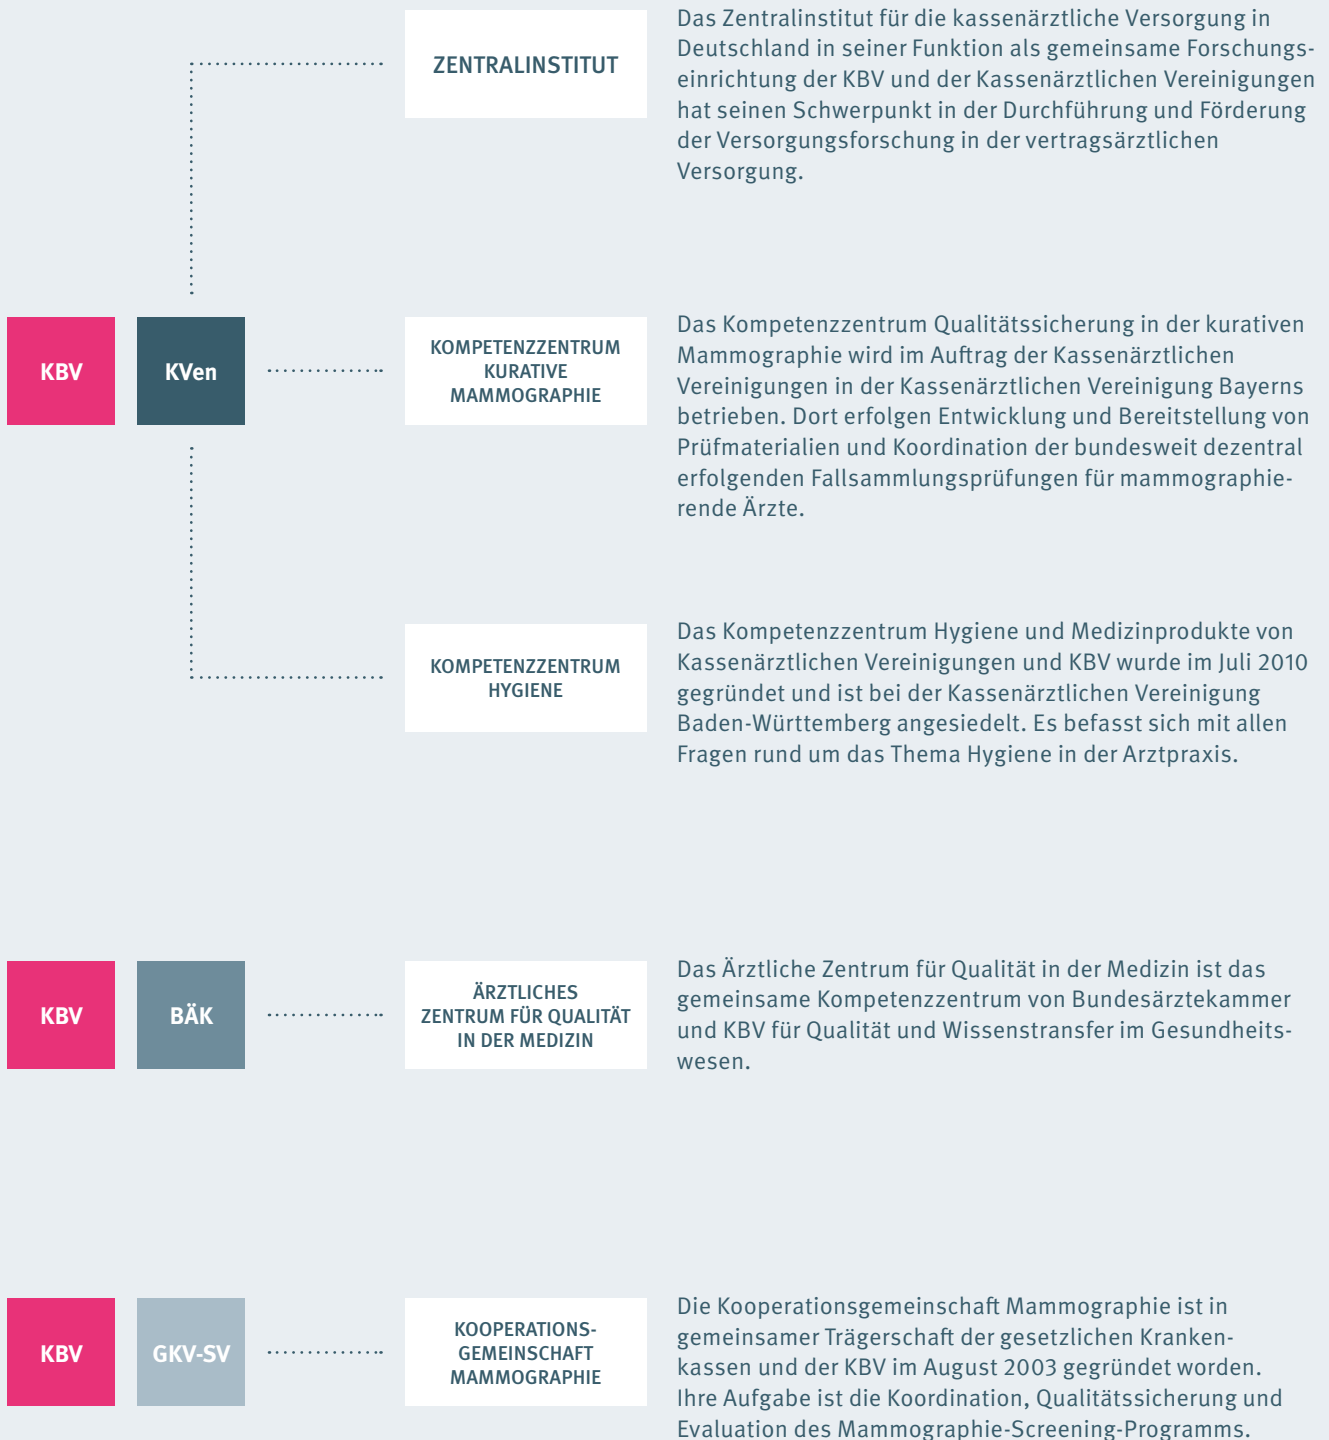 ZENTRALINSTITUT
Das Zentralinstitut für die kassenärztliche Versorgung in
Deutschland in seiner Funktion als gemeinsame Forschungs-
einrichtung der KBV und der Kassenärztlichen Vereinigungen
hat seinen Schwerpunkt in der Durchführung und Förderung
der Versorgungsforschung in der vertragsärztlichen
Versorgung.
KBV
KVen
KOMPETENZZENTRUM
KURATIVE
MAMMOGRAPHIE
Das Kompetenzzentrum Qualitätssicherung in der kurativen
Mammographie wird im Auftrag der Kassenärztlichen
Vereinigungen in der Kassenärztlichen Vereinigung Bayerns
betrieben. Dort erfolgen Entwicklung und Bereitstellung von
Prüfmaterialien und Koordination der bundesweit dezentral
erfolgenden Fallsammlungsprüfungen für mammographie-
rende Ärzte.
KOMPETENZZENTRUM
HYGIENE
Das Kompetenzzentrum Hygiene und Medizinprodukte von
Kassenärztlichen Vereinigungen und KBV wurde im Juli 2010
gegründet und ist bei der Kassenärztlichen Vereinigung
Baden-Württemberg angesiedelt. Es befasst sich mit allen
Fragen rund um das Thema Hygiene in der Arztpraxis.
KBV
BÄK
ÄRZTLICHES
ZENTRUM FÜR QUALITÄT
IN DER MEDIZIN
Das Ärztliche Zentrum für Qualität in der Medizin ist das
gemeinsame Kompetenzzentrum von Bundesärztekammer
und KBV für Qualität und Wissenstransfer im Gesundheits-
wesen.
KBV
GKV-SV
KOOPERATIONS-
GEMEINSCHAFT
MAMMOGRAPHIE
Die Kooperationsgemeinschaft Mammographie ist in
gemeinsamer Trägerschaft der gesetzlichen Kranken-
kassen und der KBV im August 2003 gegründet worden.
Ihre Aufgabe ist die Koordination, Qualitätssicherung und
Evaluation des Mammographie-Screening-Programms.